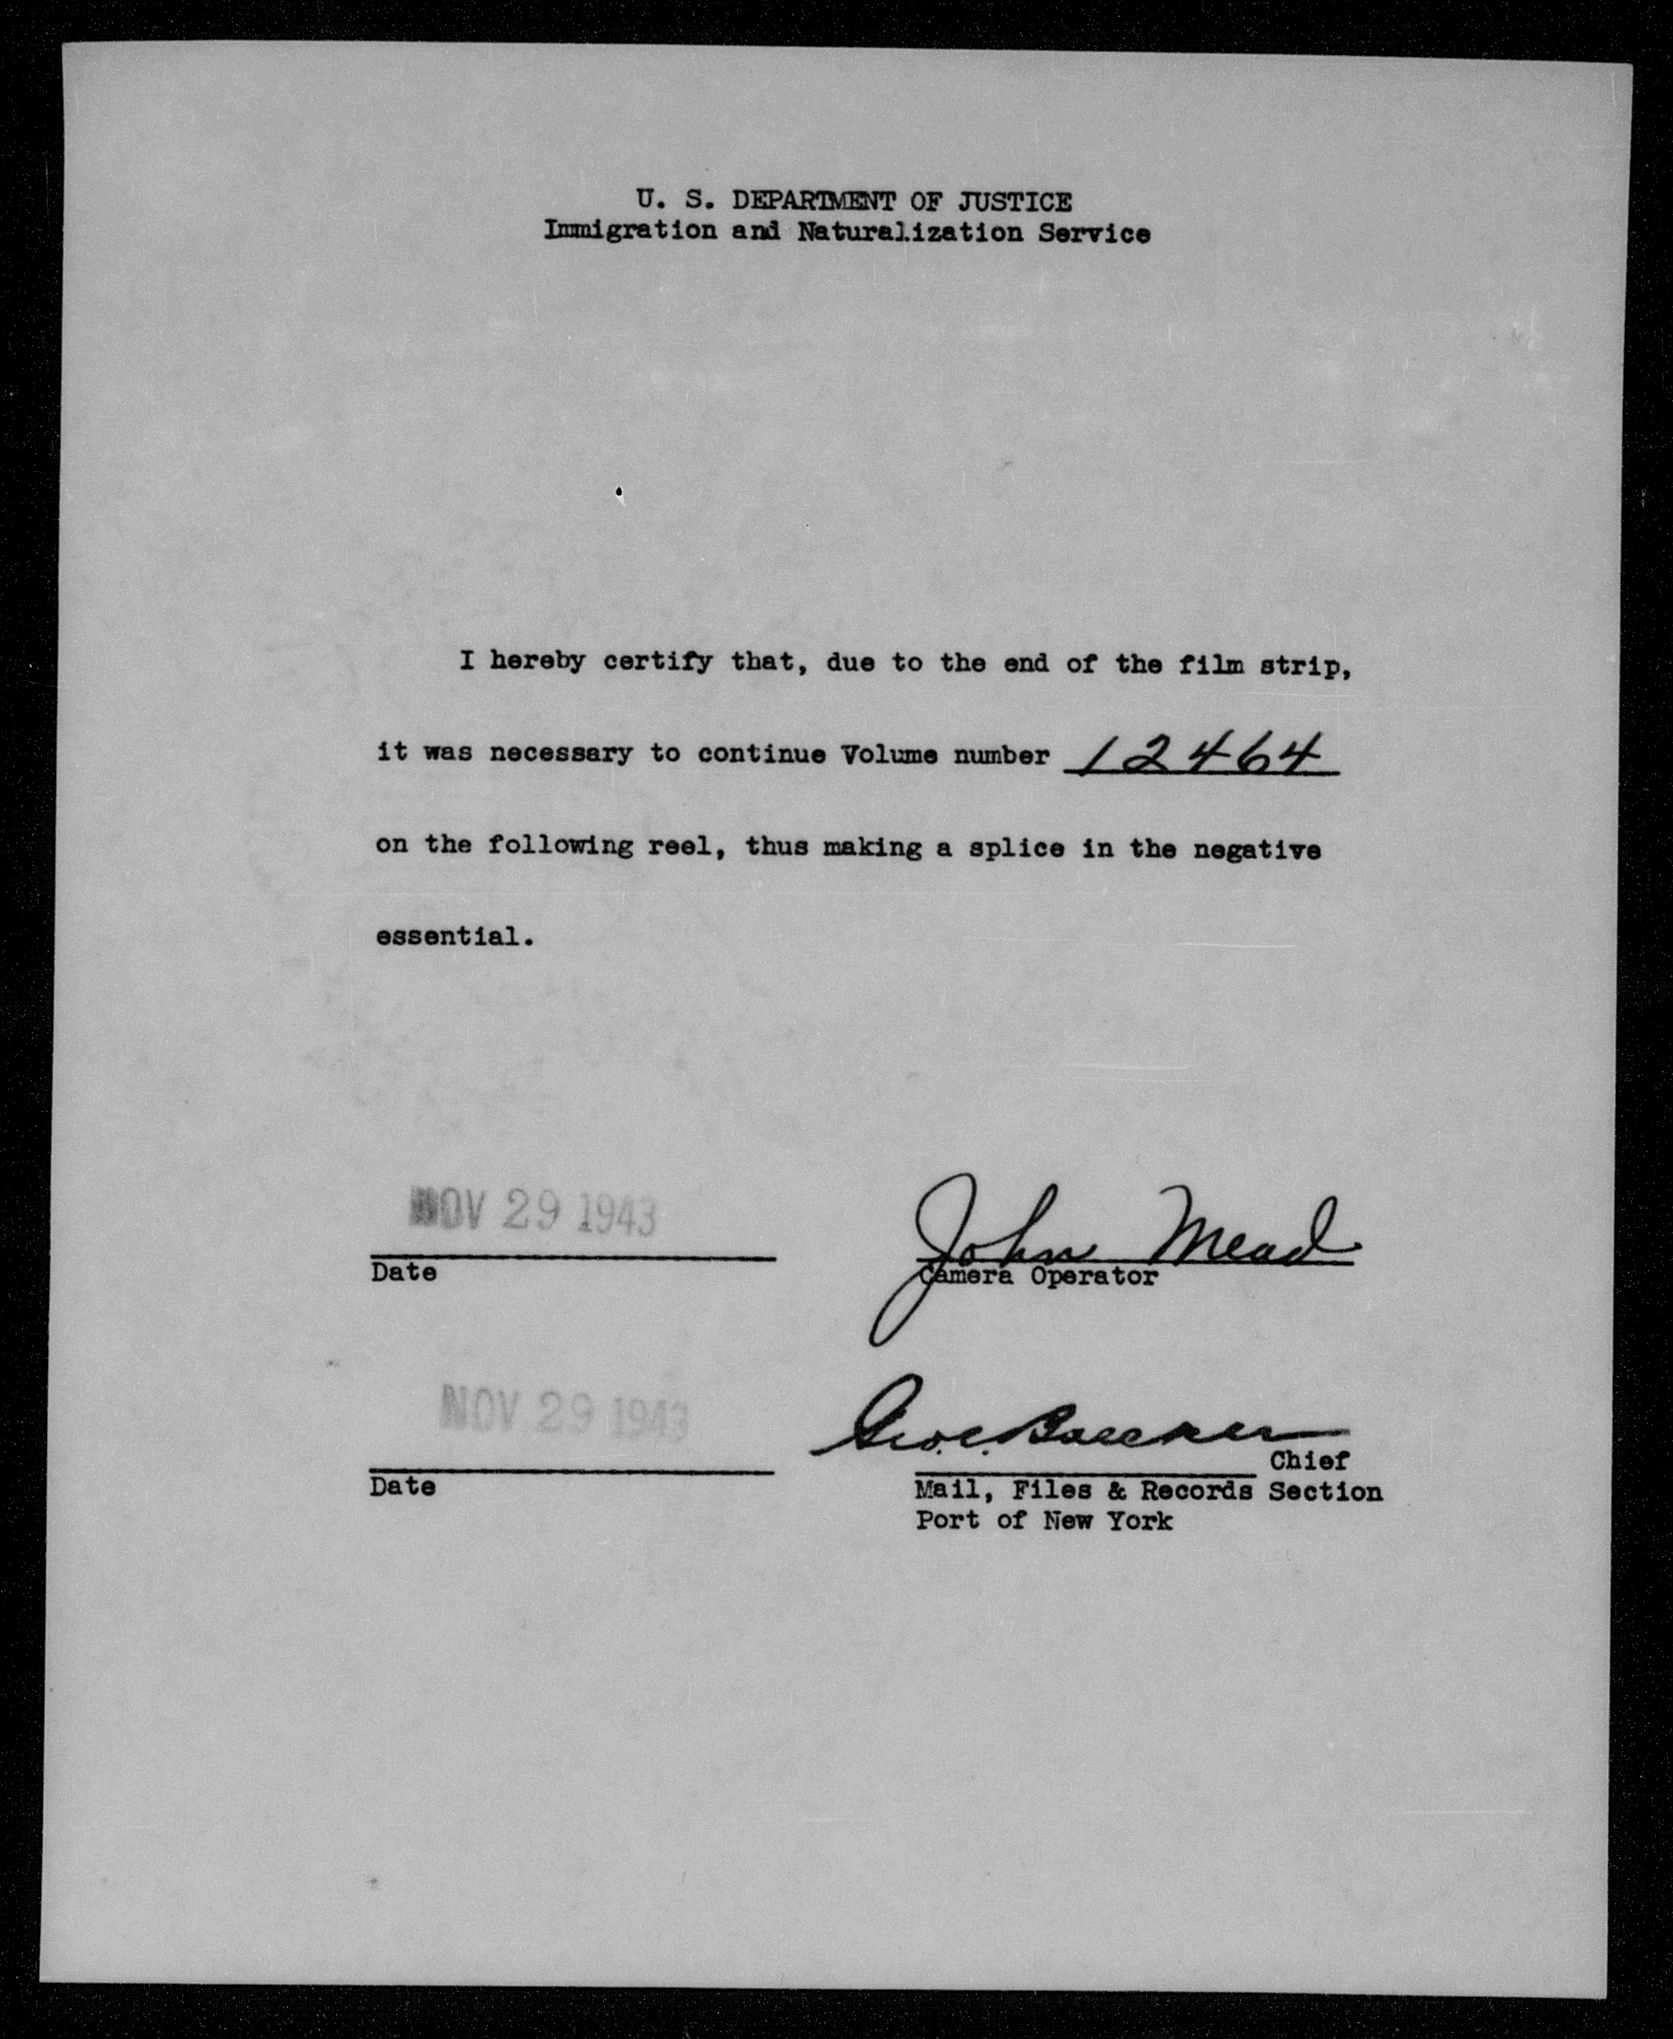 U. S. DEPARTMENT OF JUSTICE
Immigration and Naturalization Service
I hereby certify that, due to the end of the film strip,
it was necessary to continue Volume number 12464
on the following reel, thus making a splice in the negative
essential.
NOV 29 1943
John Mead
Date
Camera Operator
NOV 29 1943
Geo.
Chief
Date
Mail, Files & Records Section
Port of New York